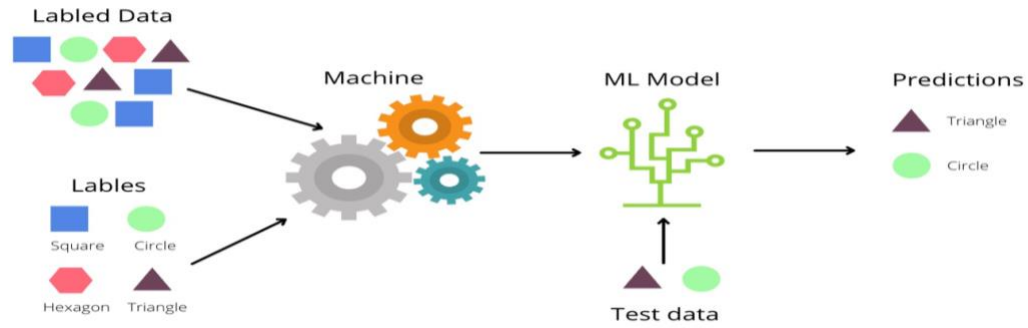 Labled Data
Machine
ML Model
Predictions
Triangle
Circle
Lables
Square
Circle
Hexagon
Triangle
Test data